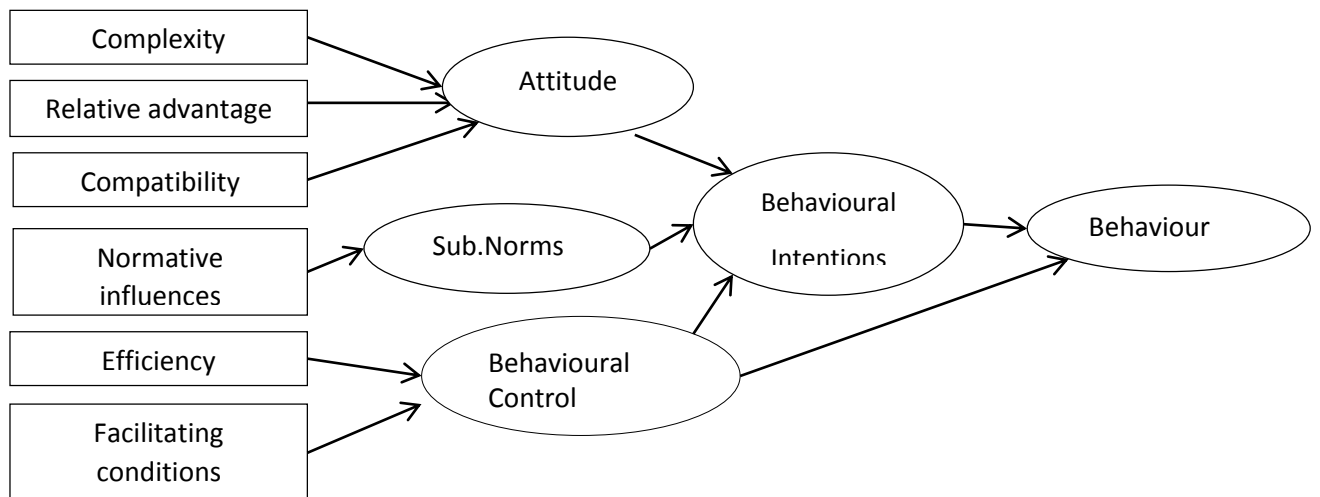 Complexity
Relative advantage
Compatibility
Normative
influences
Efficiency
Facilitating
conditions
Attitude
Sub.Norms
Behavioural
Control
Behavioural
Intentions
Behaviour